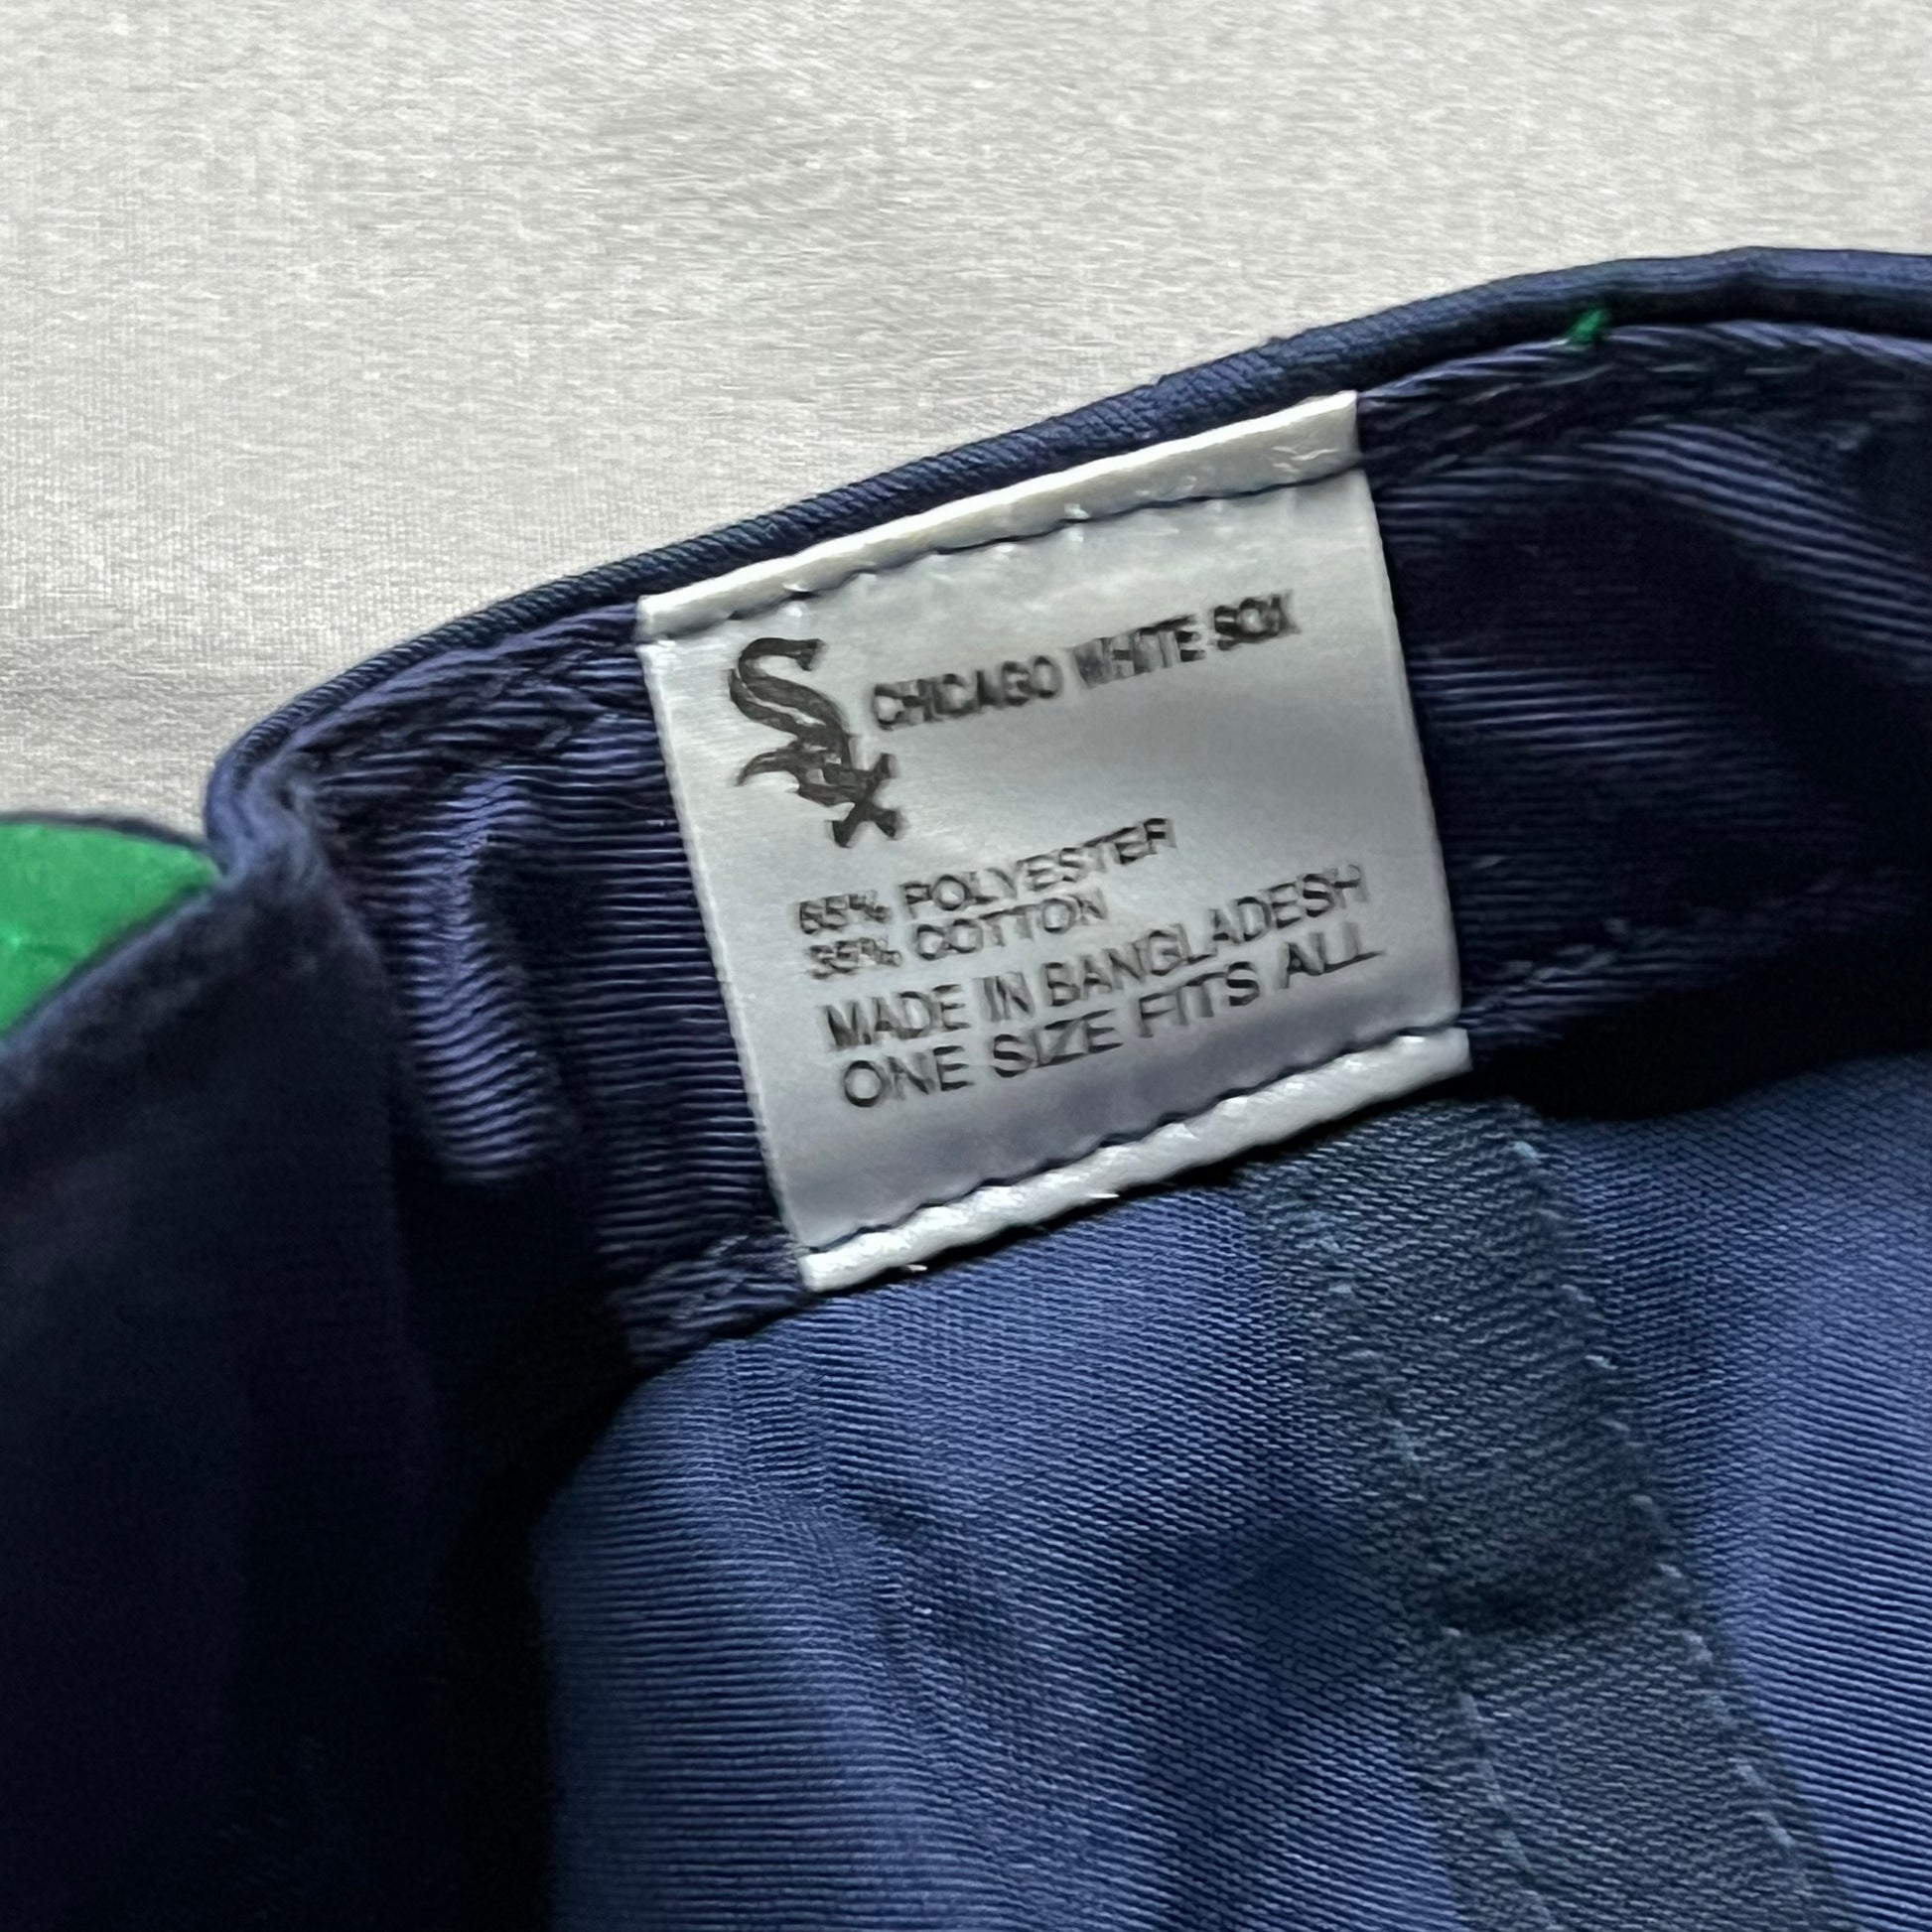 Sox CHICAGO WHITE SOX
65% POLYESTER
35% COTTON
MADE IN BANGLADESH
ONE SIZE FITS ALL